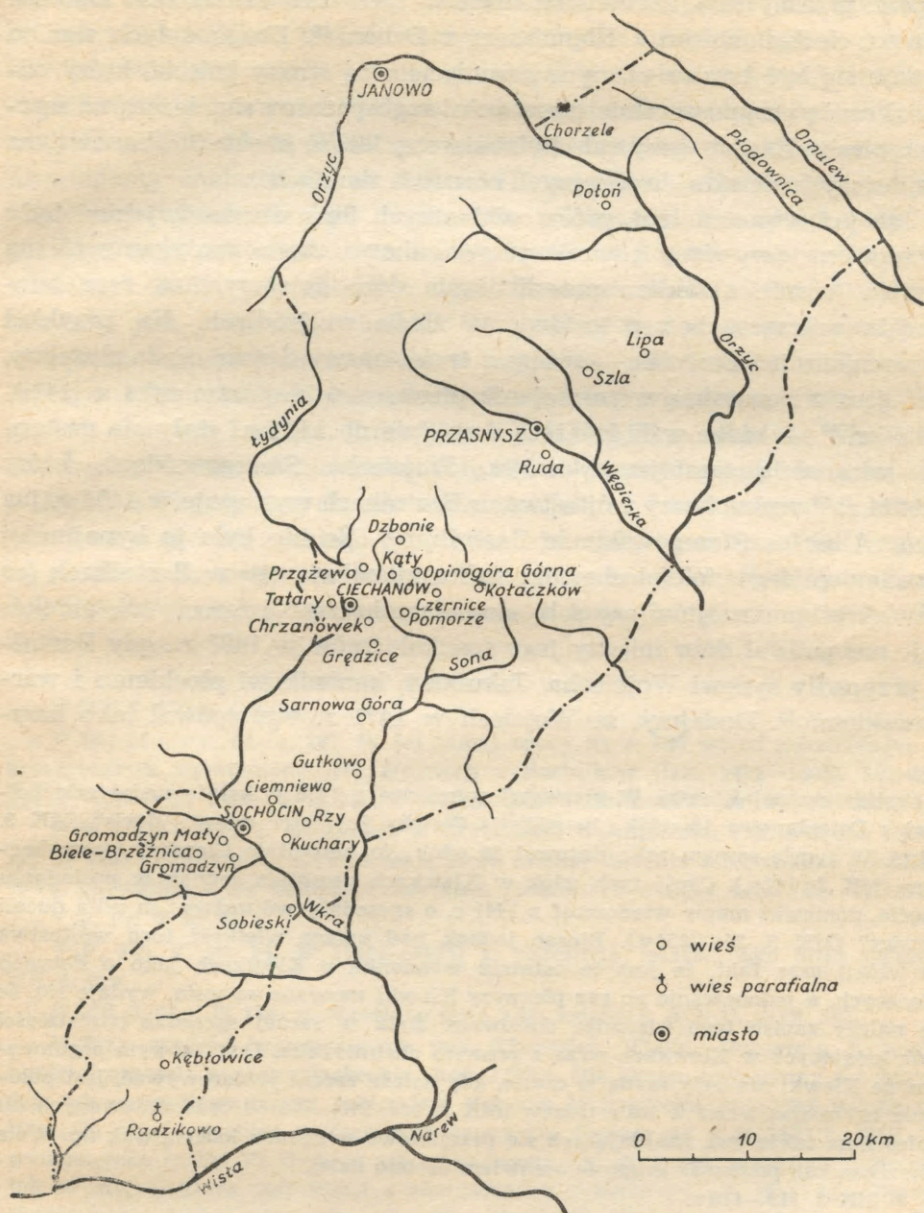 JANOWO
Chorzele
Omulew
Płodownica
Orzyc
Połoń
Lipa
Orzyc
Szla
Łydynia
PRZASNYSZ
Ruda
Węgierka
Dzbonie
Kąty
Przążewo
Opinogóra Górna
CIECHANÓW
Kołaczków
Tatary
Czernice
Pomorze
Chrzanówek
Grędzice
Sona
Sarnowa Góra
Gutkowo
Ciemniewo
SOCHOCIN
Rzy
Gromadzyn Mały
Kuchary
Biele-Brzeźnica
Gromadzyn
Sobieski
Wkra
wieś
wieś parafialna
miasto
Kębłowice
Radzikowo
Narew
Wisła
0 10 20 km